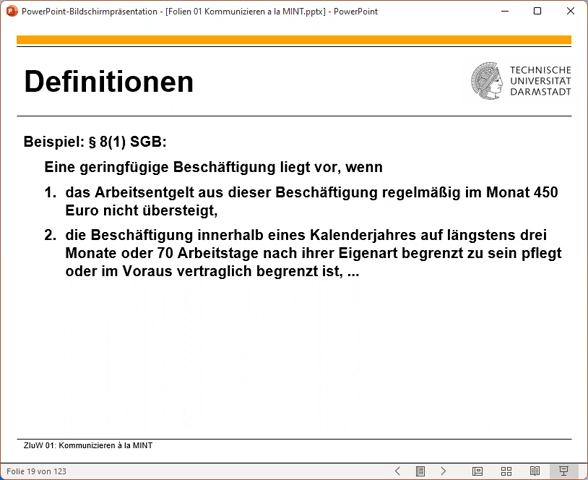 PowerPoint-Bildschirmpräsentation - [Folien 01 Kommunizieren a la MINT.pptx] - PowerPoint
Definitionen
TECHNISCHE
UNIVERSITÄT
DARMSTADT
Beispiel: § 8(1) SGB:
Eine geringfügige Beschäftigung liegt vor, wenn
1. das Arbeitsentgelt aus dieser Beschäftigung regelmäßig im Monat 450
Euro nicht übersteigt,
2. die Beschäftigung innerhalb eines Kalenderjahres auf längstens drei
Monate oder 70 Arbeitstage nach ihrer Eigenart begrenzt zu sein pflegt
oder im Voraus vertraglich begrenzt ist, ...
ZluW 01: Kommunizieren à la MINT
Folie 19 von 123